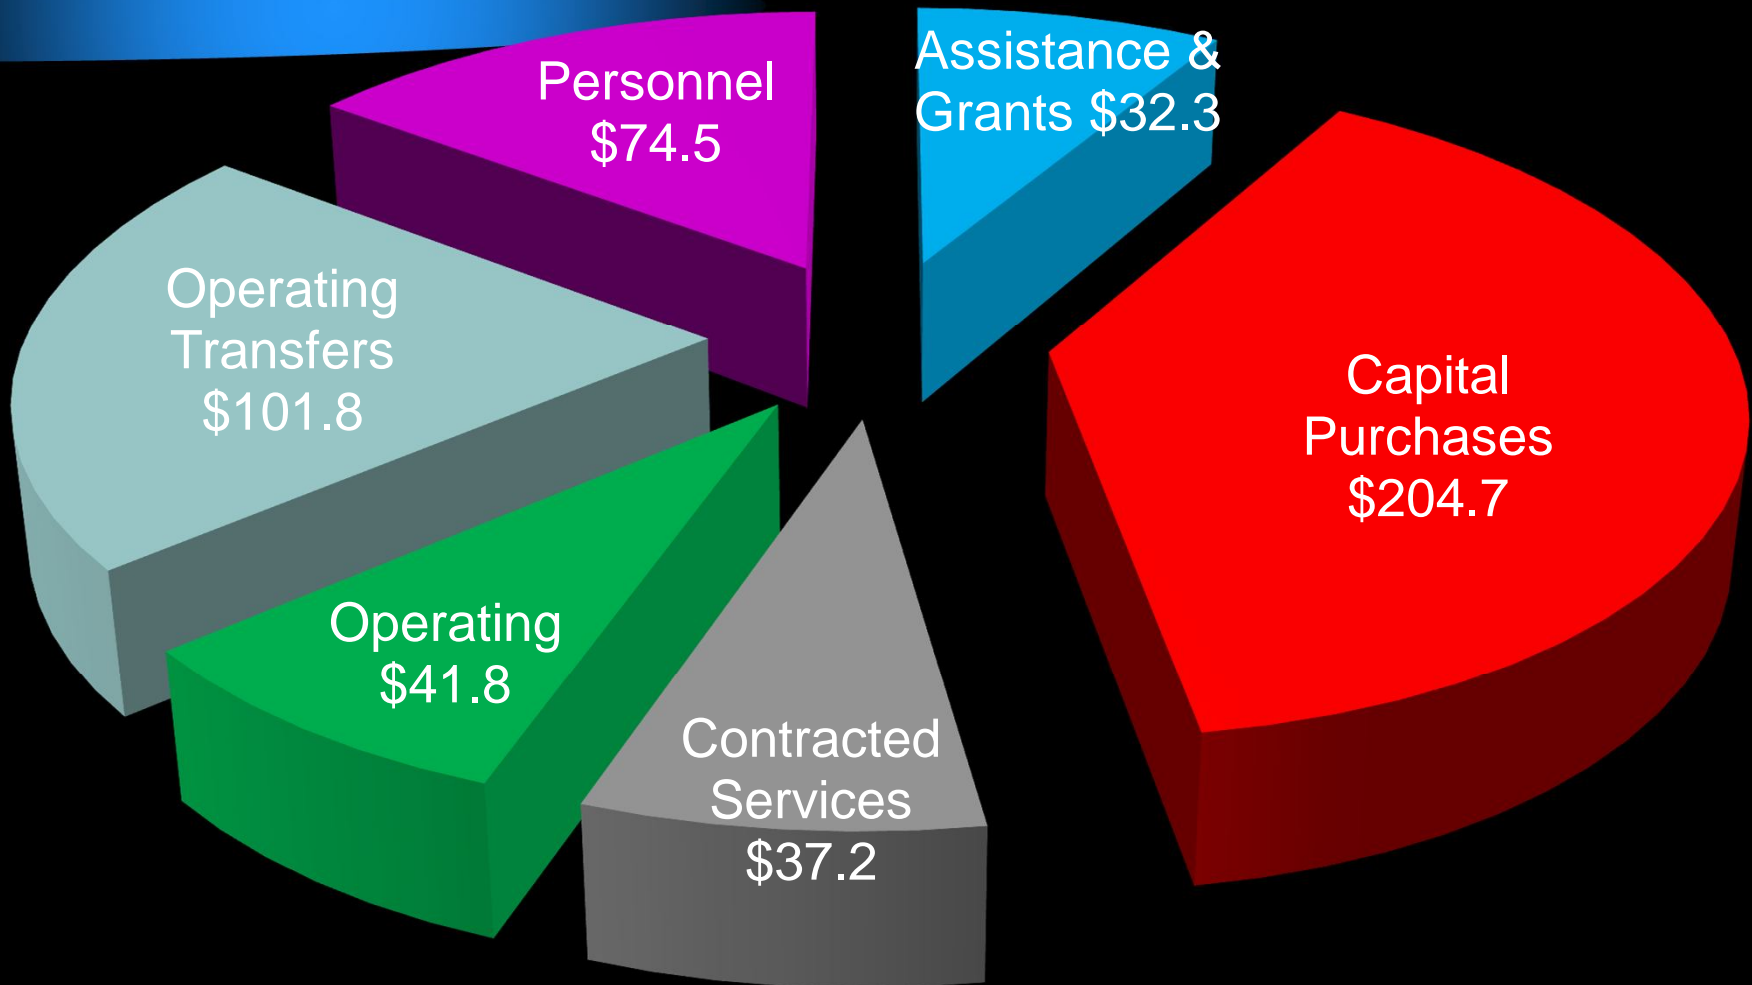 Personnel
$74.5
Assistance &
Grants $32.3
Operating
Transfers
$101.8
Capital
Purchases
$204.7
Operating
$41.8
Contracted
Services
$37.2